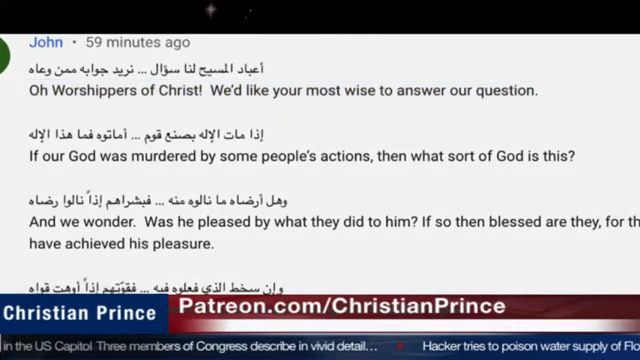 John • 59 minutes ago
أعباد المسيح لنا سؤال ... نريد جوابه ممن وعاه
Oh Worshippers of Christ! We’d like your most wise to answer our question.
إذا مات الإله بصنع قوم ... أماتوه فما هذا الإله
If our God was murdered by some people’s actions, then what sort of God is this?
وهل أرضاه ما نالوه منه ... فبشراهم إذاً نالوا رضاه
And we wonder. Was he pleased by what they did to him? If so then blessed are they, for
have achieved his pleasure.
وإن سخط الذي فعلوه فيه ... فقوتهم إذاً أوهت قواه
Christian Prince
Patreon.com/ChristianPrince
in the US Capitol Three members of Congress describe in vivid detail... Hacker tries to poison water supply of